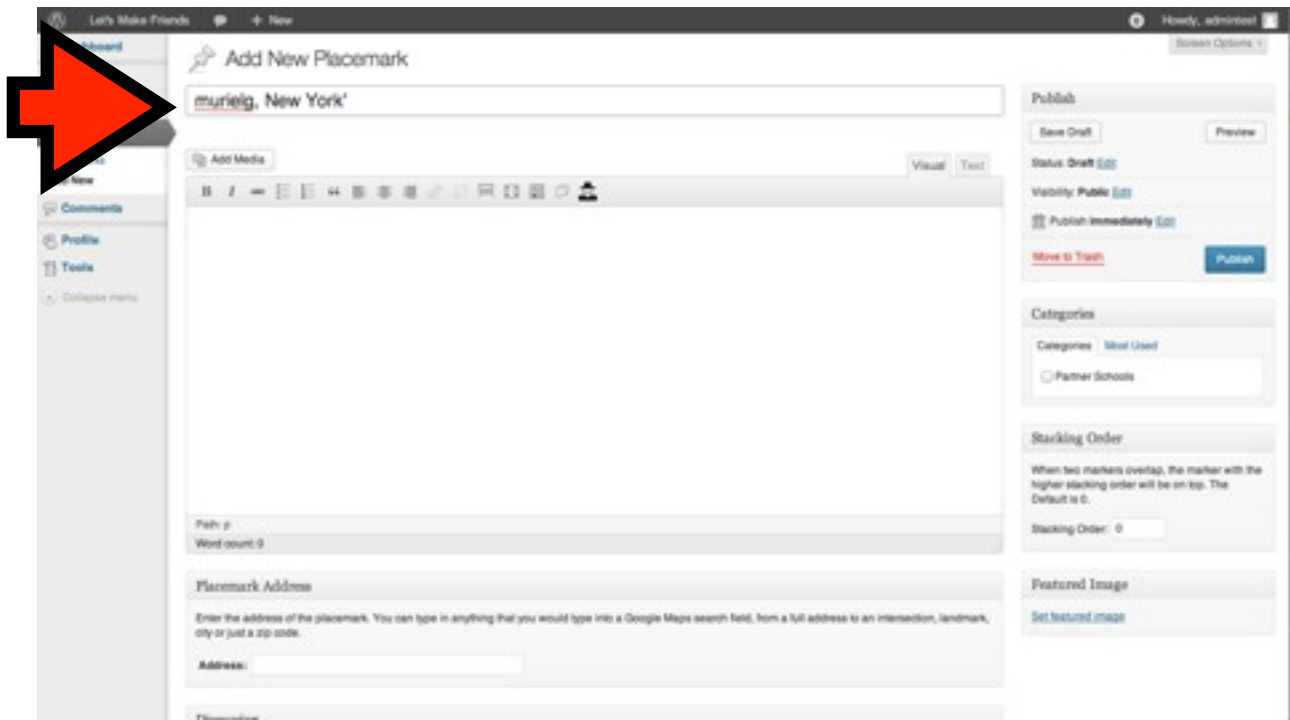 Let's Make Friends + New Howdy, admintest
Screen Options
Add New Placemark
murielg, New York'
Add Media
Visual Text
B I
New
Comments
Profile
Tools
Collapse menu
Path: p
Word count: 0
Placemark Address
Enter the address of the placemark. You can type in anything that you would type into a Google Maps search field, from a full address to an intersection, landmark,
city or just a zip code.
Address:
Publish
Save Draft Preview
Status: Draft Edit
Visibility: Public Edit
Publish immediately Edit
Move to Trash Publish
Categories
Categories Most Used
Partner Schools
Stacking Order
When two markers overlap, the marker with the
higher stacking order will be on top. The
Default is 0.
Stacking Order: 0
Featured Image
Set featured image